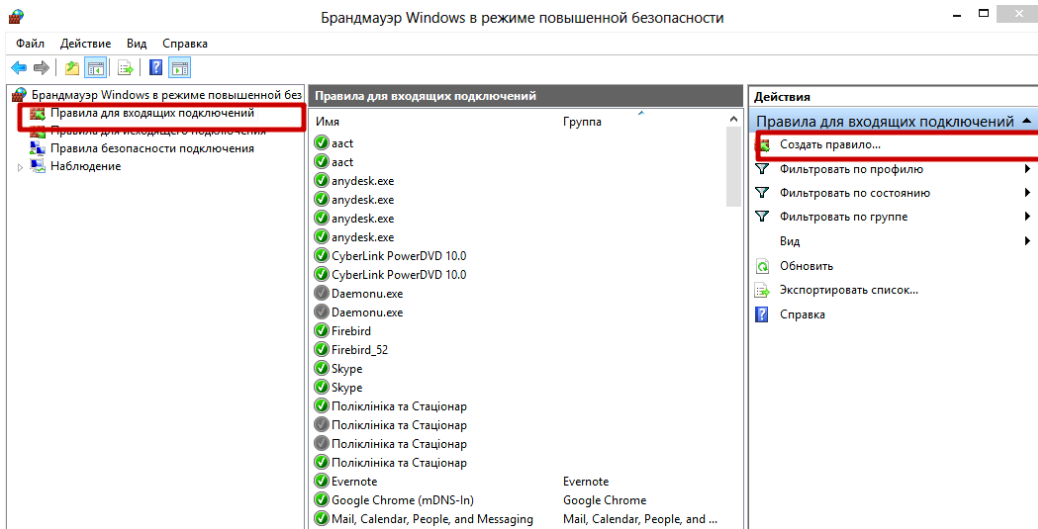 Брандмауэр Windows в режиме повышенной безопасности
Файл Действие Вид Справка
Брандмауэр Windows в режиме повышенной без
Правила для входящих подключений
Правила для исходящего подключения
Правила безопасности подключения
Наблюдение
Правила для входящих подключений
Имя Группа
aact
aact
anydesk.exe
anydesk.exe
anydesk.exe
anydesk.exe
CyberLink PowerDVD 10.0
CyberLink PowerDVD 10.0
Daemonu.exe
Daemonu.exe
Firebird
Firebird_52
Skype
Skype
Поліклініка та Стаціонар
Поліклініка та Стаціонар
Поліклініка та Стаціонар
Поліклініка та Стаціонар
Evernote Evernote
Google Chrome (mDNS-In) Google Chrome
Mail, Calendar, People, and Messaging Mail, Calendar, People, and ...
Действия
Правила для входящих подключений
Создать правило...
Фильтровать по профилю
Фильтровать по состоянию
Фильтровать по группе
Вид
Обновить
Экспортировать список...
Справка